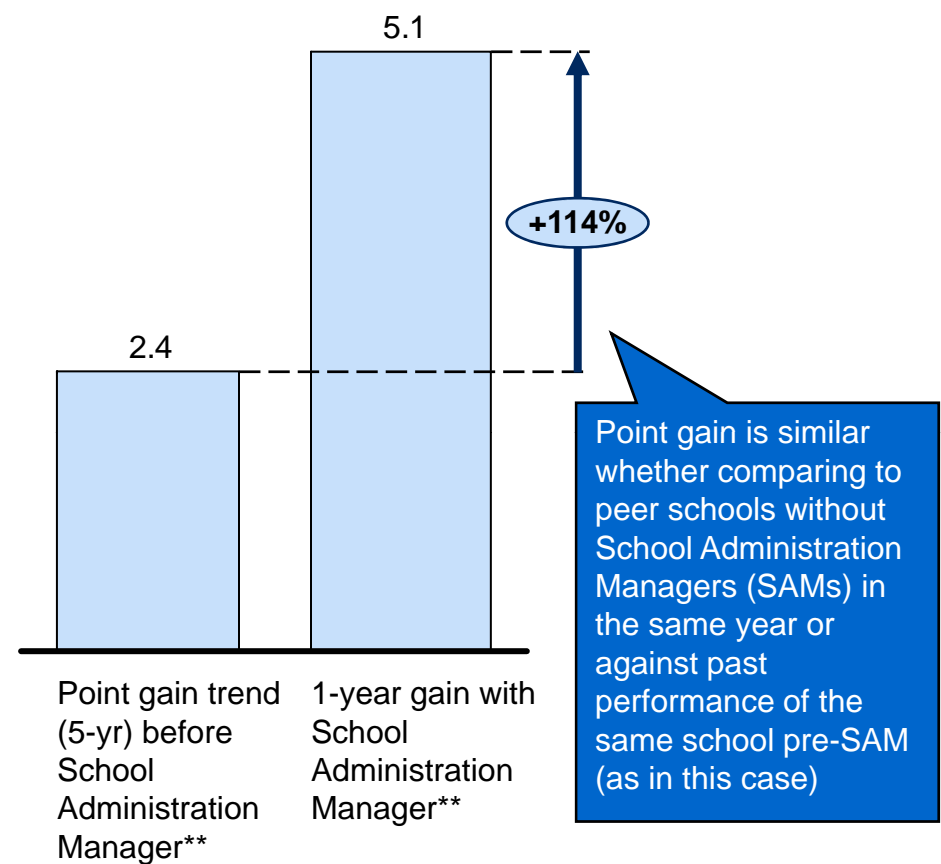 5.1
+114%
2.4
Point gain is similar
whether comparing to
peer schools without
School Administration
Managers (SAMs) in
the same year or
against past
performance of the
same school pre-SAM
(as in this case)
Point gain trend
(5-yr) before
School
Administration
Manager**
1-year gain with
School
Administration
Manager**